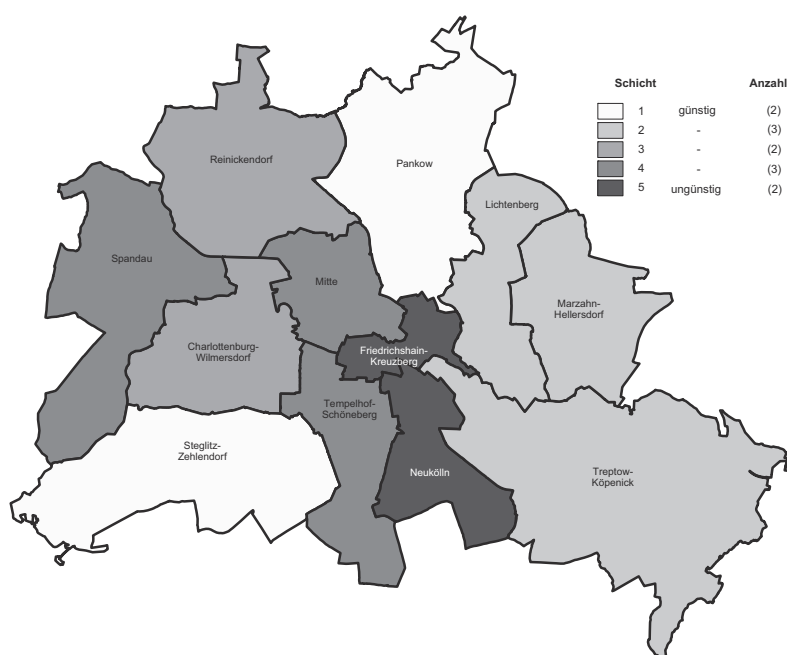 Schicht Anzahl
1 günstig (2)
2 - (3)
3 - (2)
4 - (3)
5 ungünstig (2)
Reinickendorf
Pankow
Lichtenberg
Spandau
Mitte
Marzahn-
Hellersdorf
Charlottenburg-
Wilmersdorf
Friedrichshain-
Kreuzberg
Tempelhof-
Schöneberg
Steglitz-
Zehlendorf
Neukölln
Treptow-
Köpenick